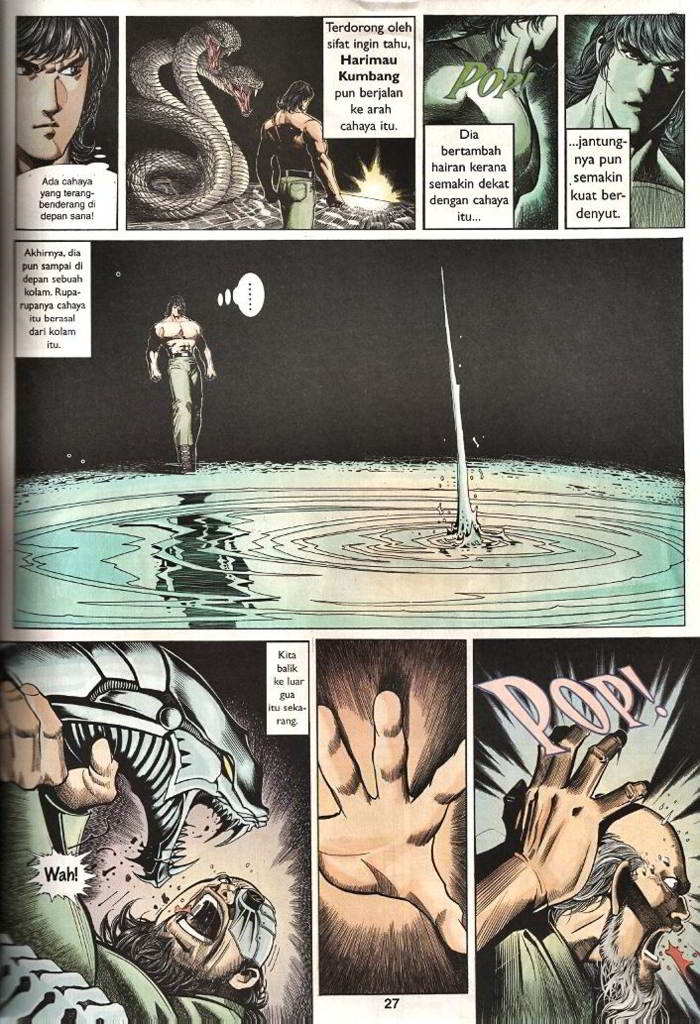 Ada cahaya
yang terang-
benderang di
depan sana!
Terdorong oleh
sifat ingin tahu,
Harimau
Kumbang
pun berjalan
ke arah
cahaya itu.
POP!
Dia
bertambah
hairan kerana
semakin dekat
dengan cahaya
itu...
...jantung-
nya pun
semakin
kuat ber-
denyut.
Akhirnya, dia
pun sampai di
depan sebuah
kolam. Rupa-
rupanya cahaya
itu berasal
dari kolam
itu.
......
Kita
balik
ke luar
gua
itu seka-
rang.
Wah!
POP!
27